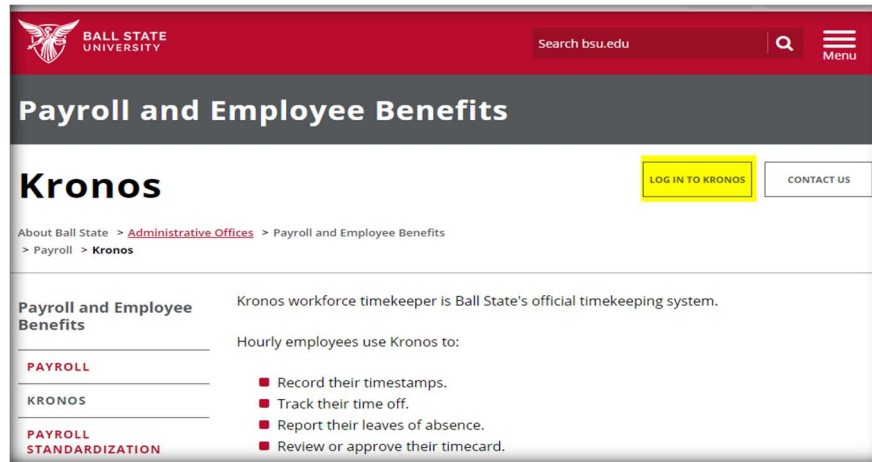 BALL STATE
UNIVERSITY
Search bsu.edu
Menu
Payroll and Employee Benefits
Kronos
LOG IN TO KRONOS
CONTACT US
About Ball State > Administrative Offices > Payroll and Employee Benefits
> Payroll > Kronos
Payroll and Employee
Benefits
PAYROLL
KRONOS
PAYROLL
STANDARDIZATION
Kronos workforce timekeeper is Ball State's official timekeeping system.
Hourly employees use Kronos to:
Record their timestamps.
Track their time off.
Report their leaves of absence.
Review or approve their timecard.